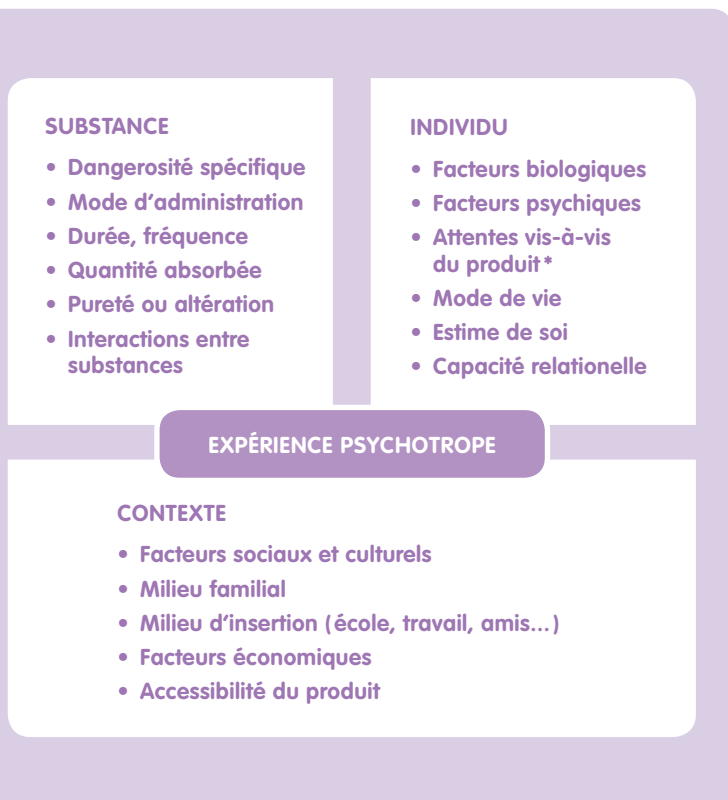 SUBSTANCE
• Dangerosité spécifique
• Mode d’administration
• Durée, fréquence
• Quantité absorbée
• Pureté ou altération
• Interactions entre
substances
INDIVIDU
• Facteurs biologiques
• Facteurs psychiques
• Attentes vis-à-vis
du produit*
• Mode de vie
• Estime de soi
• Capacité relationelle
EXPÉRIENCE PSYCHOTROPE
CONTEXTE
• Facteurs sociaux et culturels
• Milieu familial
• Milieu d’insertion (école, travail, amis…)
• Facteurs économiques
• Accessibilité du produit